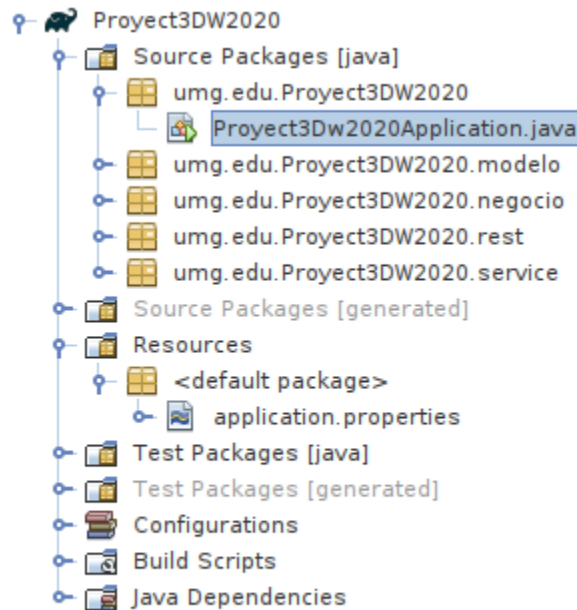 Proyect3DW2020
Source Packages [java]
umg.edu.Proyect3DW2020
Proyect3Dw2020Application.java
umg.edu.Proyect3DW2020.modelo
umg.edu.Proyect3DW2020.negocio
umg.edu.Proyect3DW2020.rest
umg.edu.Proyect3DW2020.service
Source Packages [generated]
Resources
<default package>
application.properties
Test Packages [java]
Test Packages [generated]
Configurations
Build Scripts
Java Dependencies